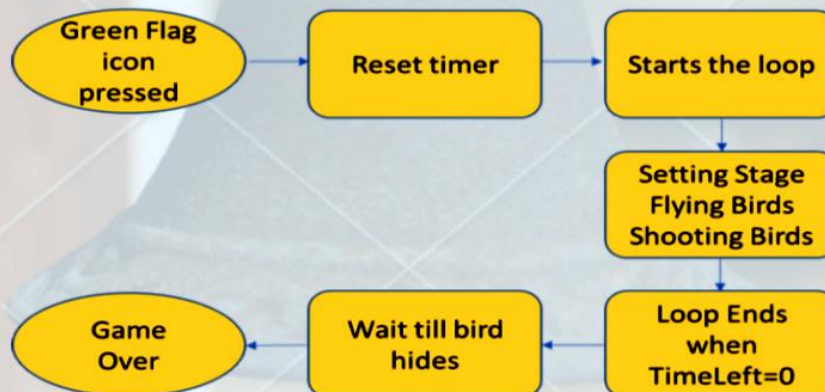 Green Flag
icon
pressed
Reset timer
Starts the loop
Setting Stage
Flying Birds
Shooting Birds
Loop Ends
when
TimeLeft=0
Wait till bird
hides
Game
Over